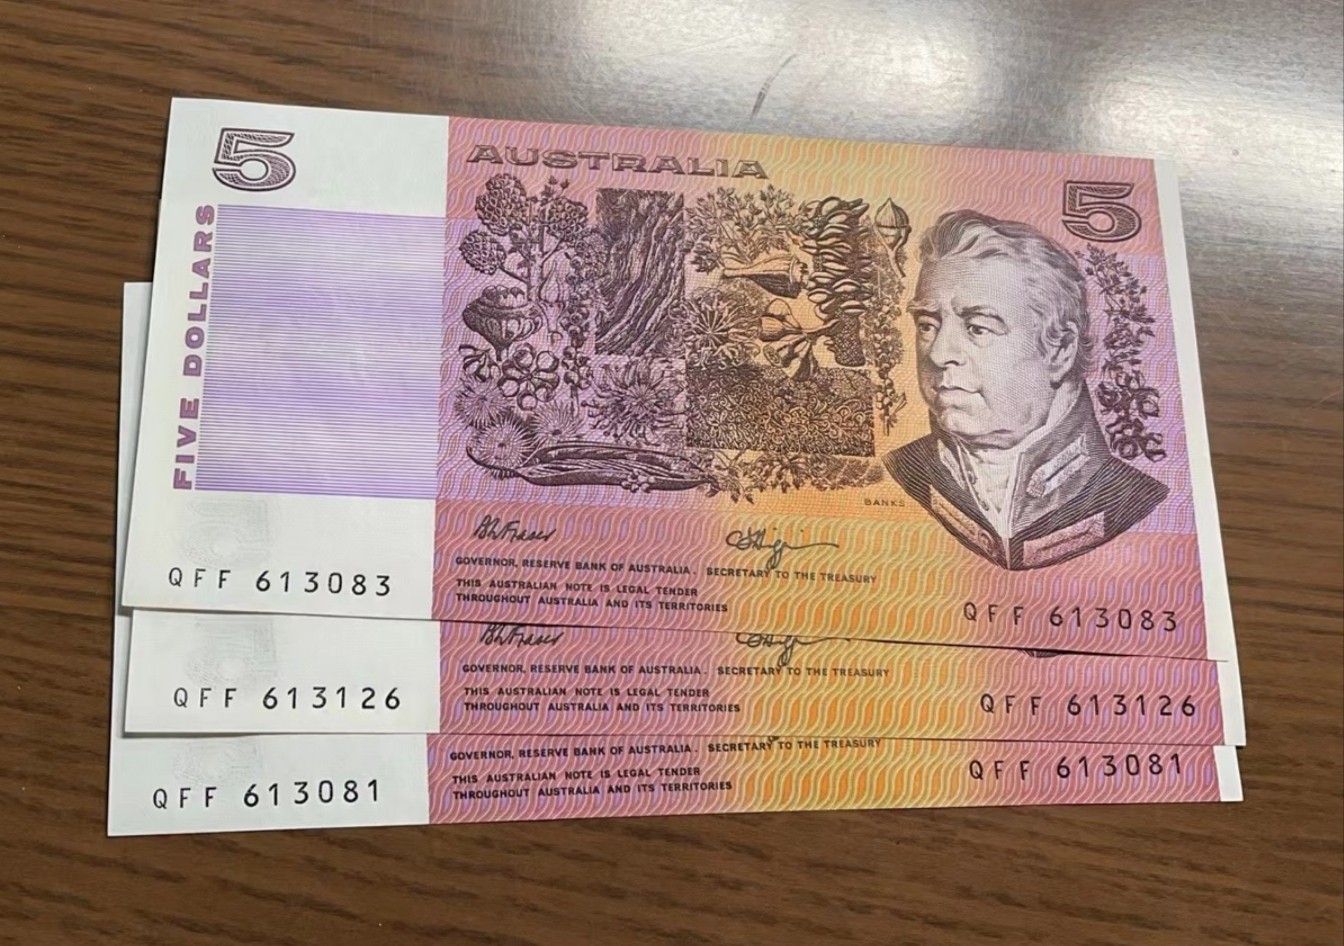 5
AUSTRALIA
5
FIVE DOLLARS
BANKS
GOVERNOR, RESERVE BANK OF AUSTRALIA. SECRETARY TO THE TREASURY
THIS AUSTRALIAN NOTE IS LEGAL TENDER
THROUGHOUT AUSTRALIA AND ITS TERRITORIES
QFF 613083
QFF 613083
GOVERNOR, RESERVE BANK OF AUSTRALIA. SECRETARY TO THE TREASURY
THIS AUSTRALIAN NOTE IS LEGAL TENDER
THROUGHOUT AUSTRALIA AND ITS TERRITORIES
QFF 613126
QFF 613126
GOVERNOR, RESERVE BANK OF AUSTRALIA. SECRETARY TO THE TREASURY
THIS AUSTRALIAN NOTE IS LEGAL TENDER
THROUGHOUT AUSTRALIA AND ITS TERRITORIES
QFF 613081
QFF 613081